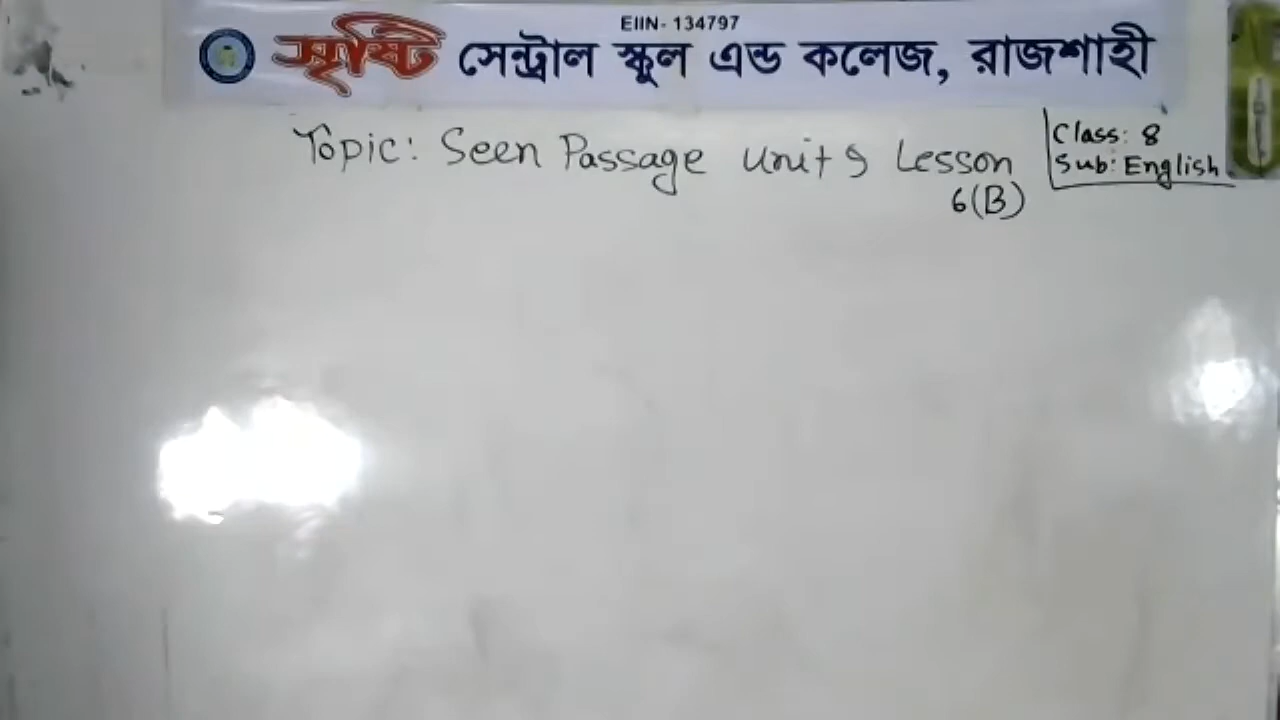 EIIN- 134797
সৃষ্টি সেন্ট্রাল স্কুল এন্ড কলেজ, রাজশাহী
Topic: Seen Passage Unit 9 Lesson
6(B)
Class: 8
Sub: English